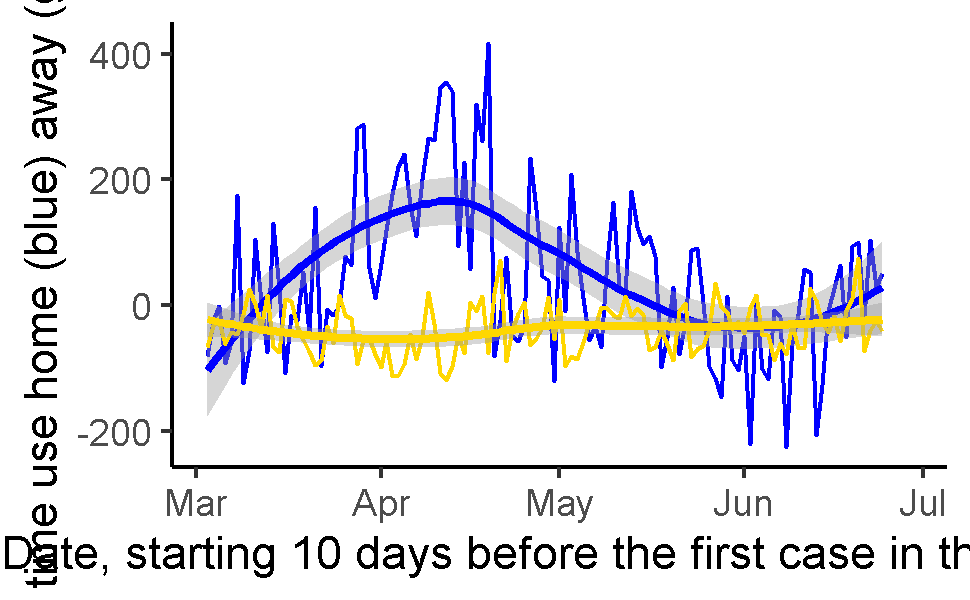 time use home (blue) away (
400
200
0
-200
Mar Apr May Jun Jul
Date, starting 10 days before the first case in th